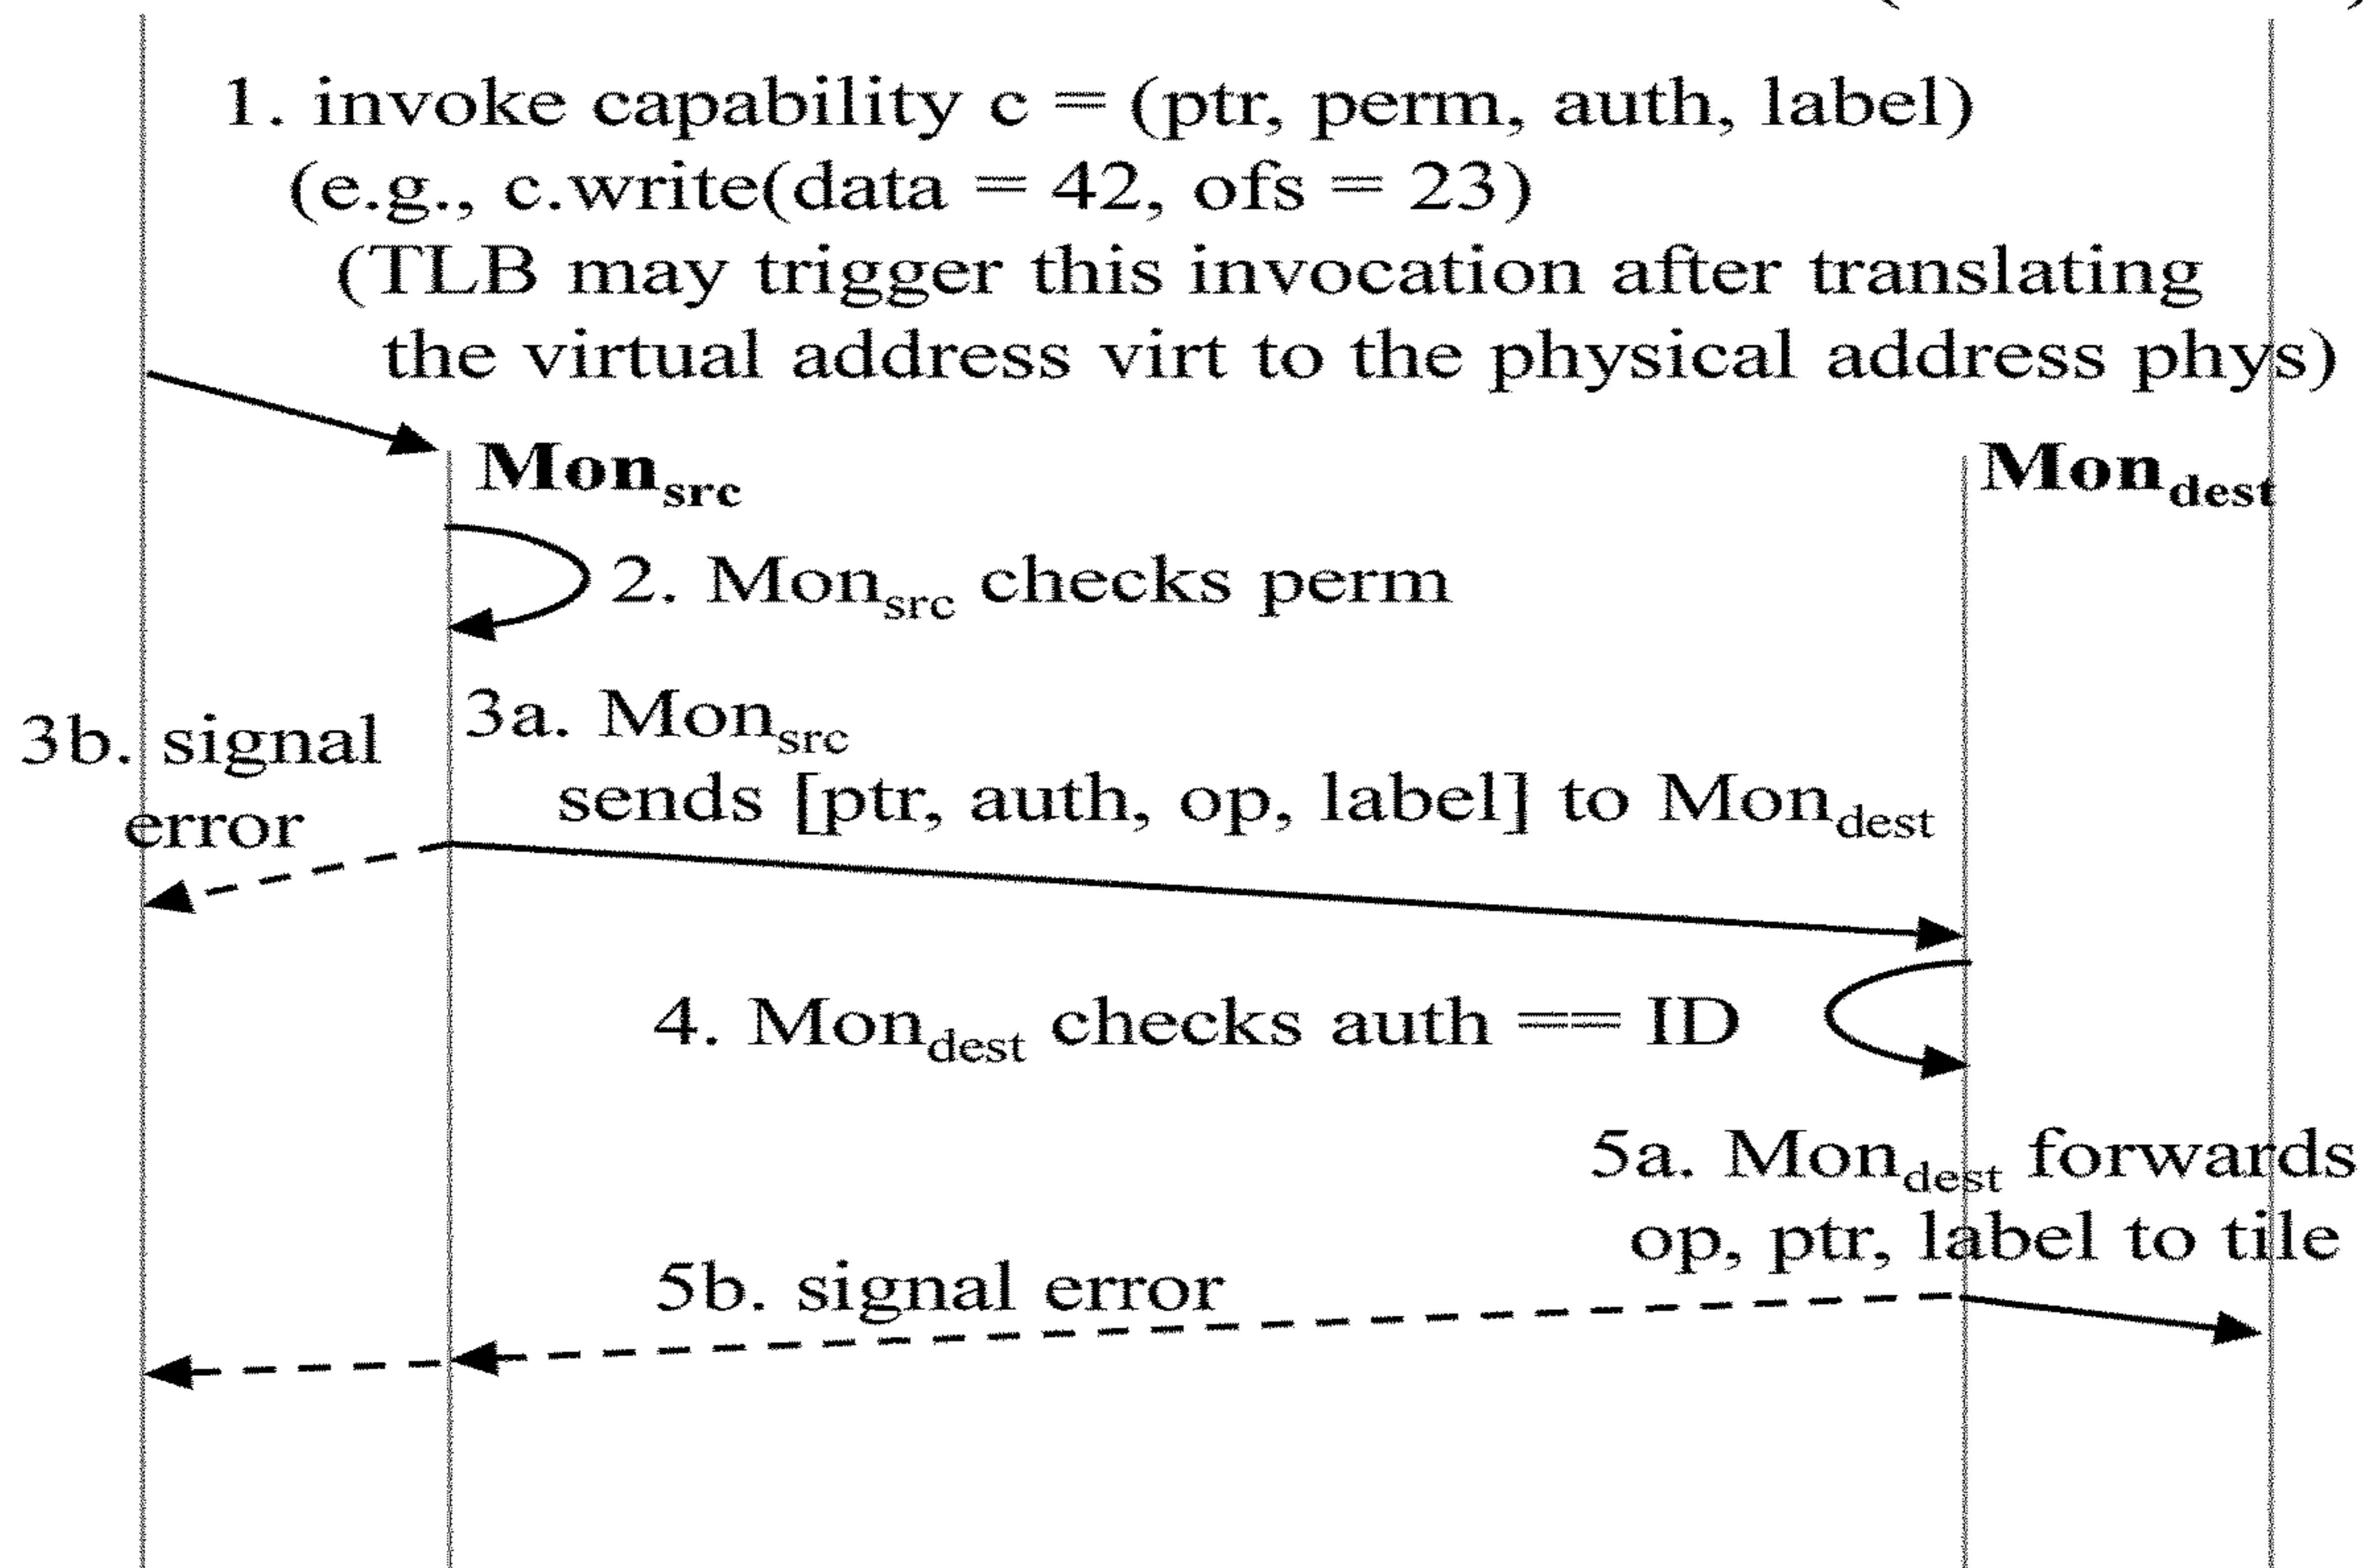 1. invoke capability c = (ptr, perm, auth, label)
(e.g., c.write(data = 42, ofs = 23)
(TLB may trigger this invocation after translating
the virtual address virt to the physical address phys)
Mon_src
Mon_dest
2. Mon_src checks perm
3b. signal
error
3a. Mon_src
sends [ptr, auth, op, label] to Mon_dest
4. Mon_dest checks auth == ID
5a. Mon_dest forwards
op, ptr, label to tile
5b. signal error